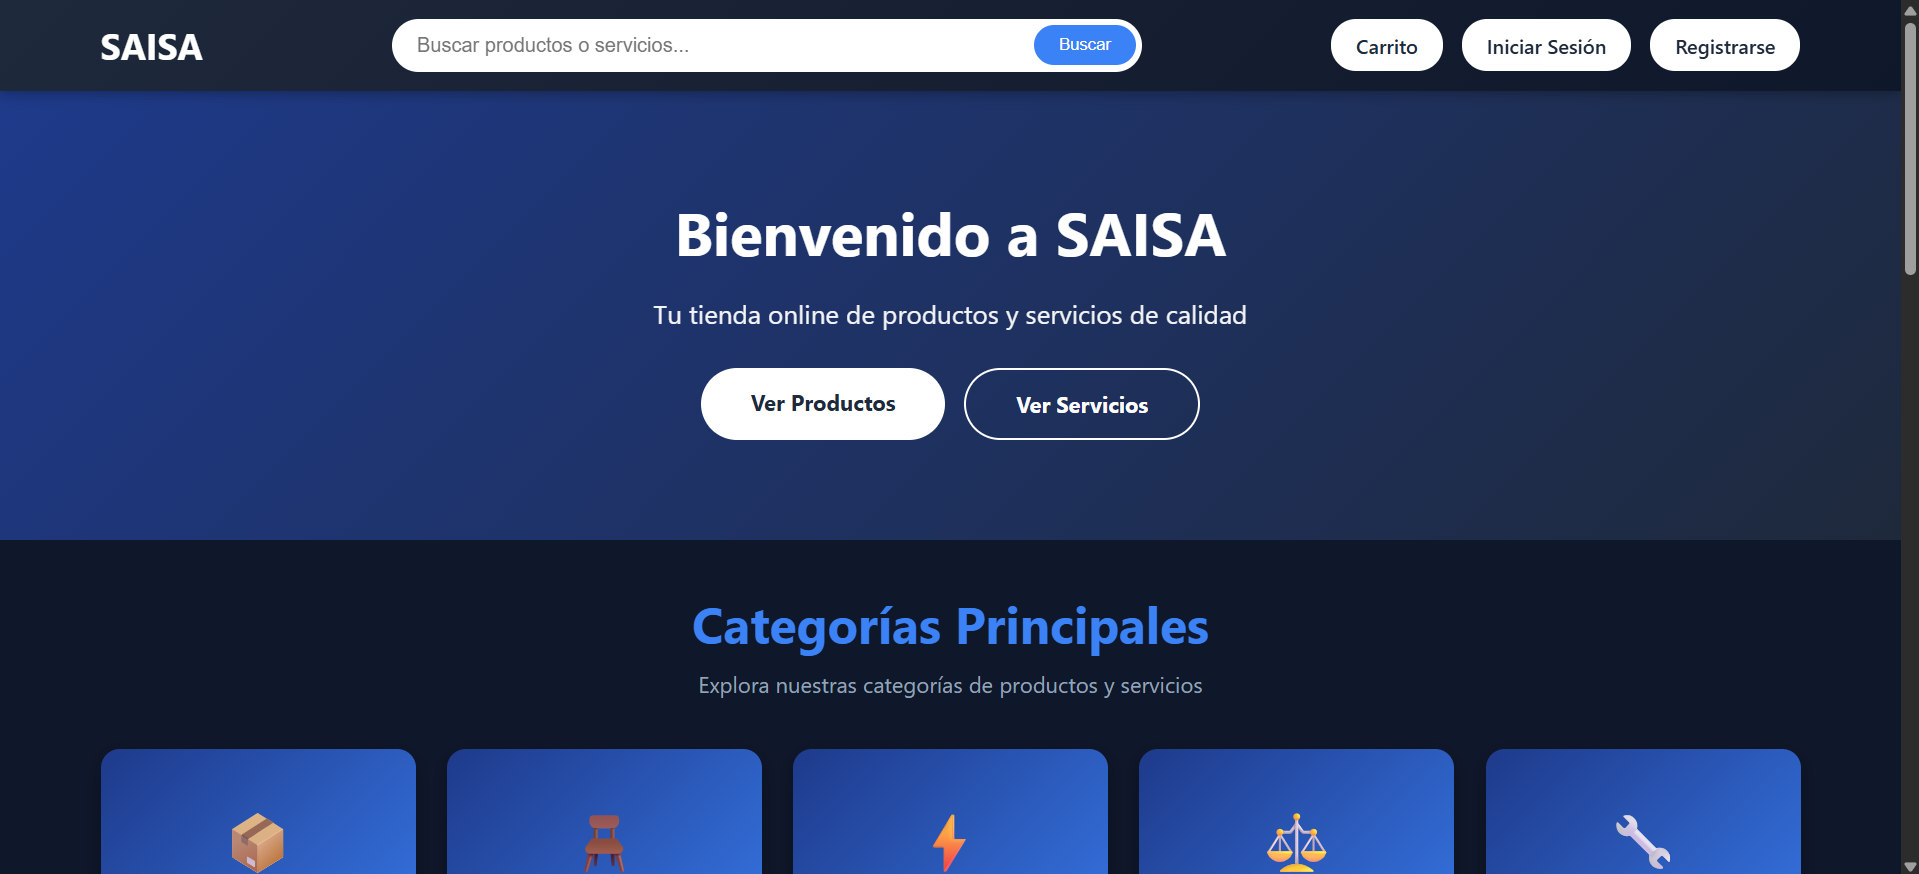 SAISA
Buscar productos o servicios...
Buscar
Carrito
Iniciar Sesión
Registrarse
Bienvenido a SAISA
Tu tienda online de productos y servicios de calidad
Ver Productos
Ver Servicios
Categorías Principales
Explora nuestras categorías de productos y servicios